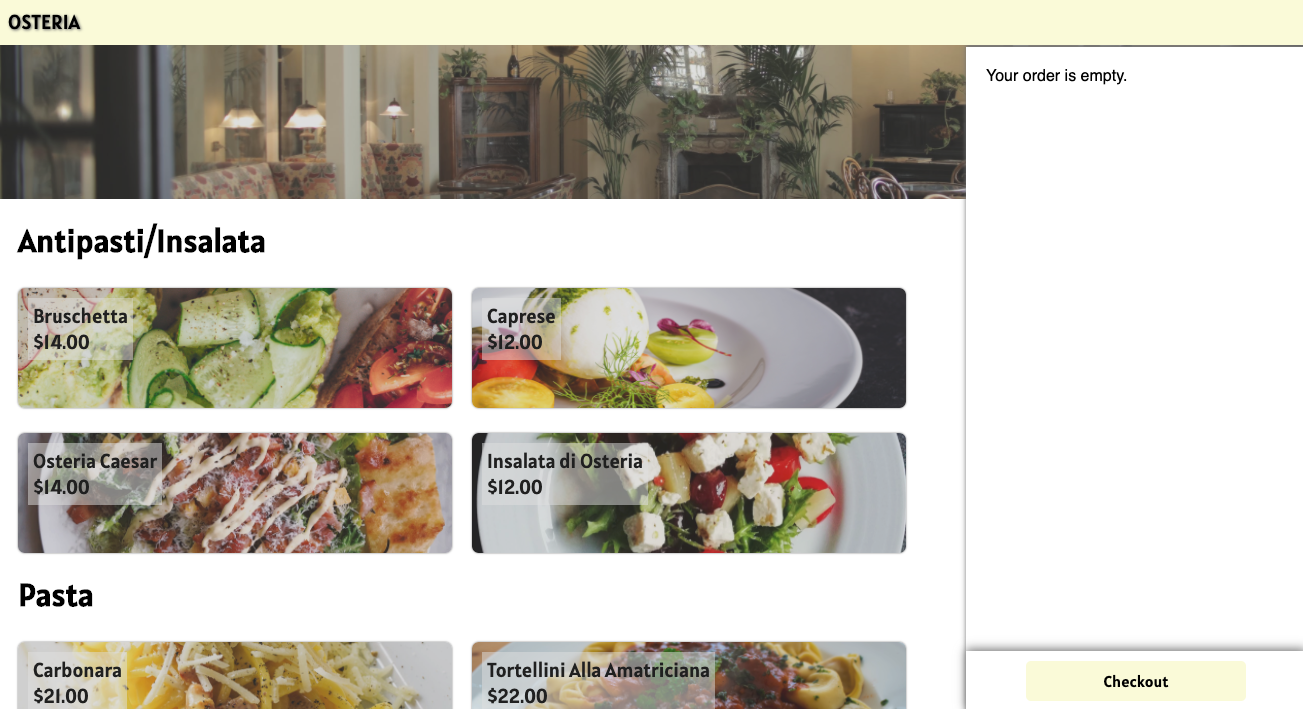 OSTERIA
Your order is empty.
Antipasti/Insalata
Bruschetta
$14.00
Caprese
$12.00
Osteria Caesar
$14.00
Insalata di Osteria
$12.00
Pasta
Carbonara
$21.00
Tortellini Alla Amatriciana
$22.00
Checkout